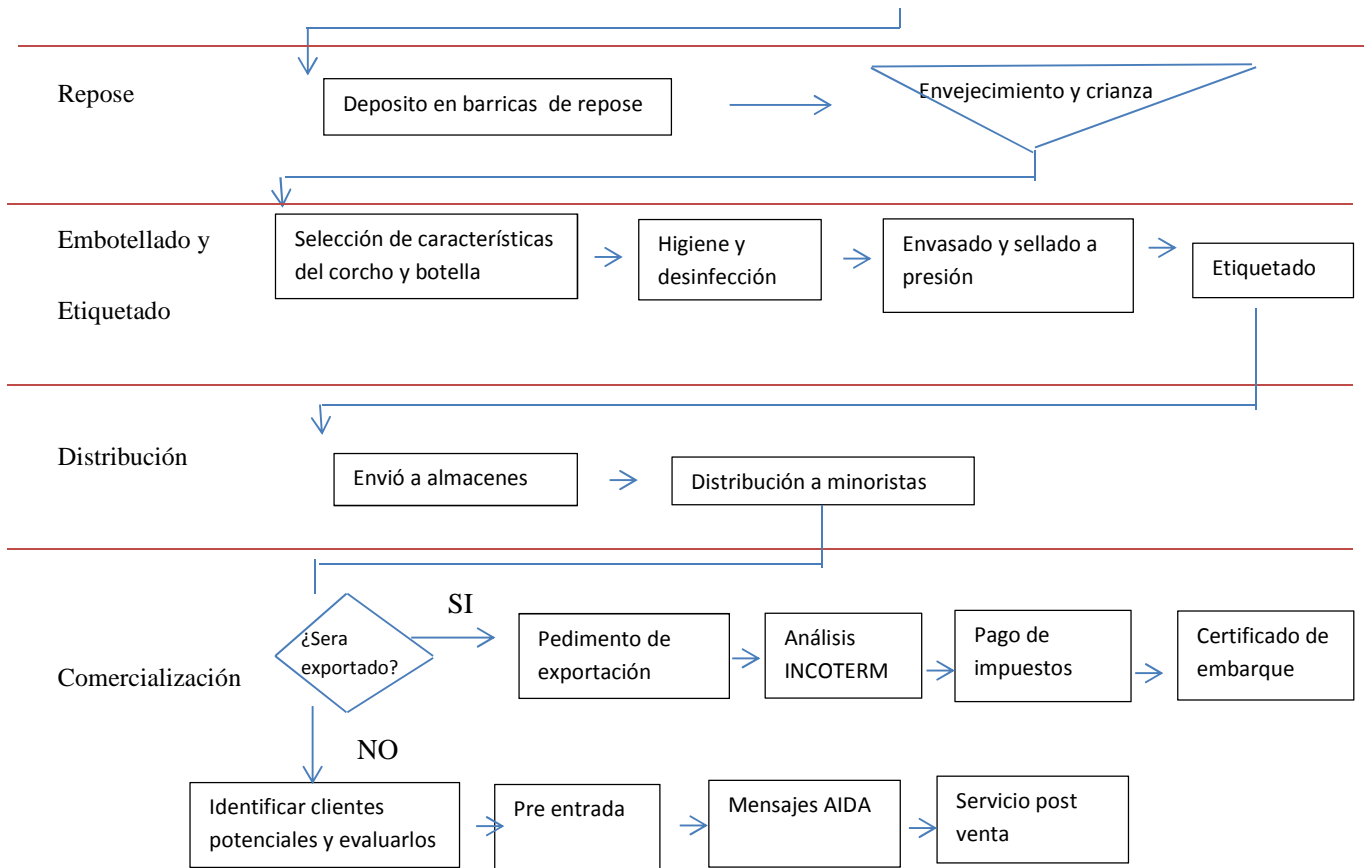 Repose
Deposito en barricas de repose
Envejecimiento y crianza
Embotellado y
Etiquetado
Selección de características
del corcho y botella
Higiene y
desinfección
Envasado y sellado a
presión
Etiquetado
Distribución
Envió a almacenes
Distribución a minoristas
Comercialización
¿Sera
exportado?
SI
Pedimento de
exportación
Análisis
INCOTERM
Pago de
impuestos
Certificado de
embarque
NO
Identificar clientes
potenciales y evaluarlos
Pre entrada
Mensajes AIDA
Servicio post
venta